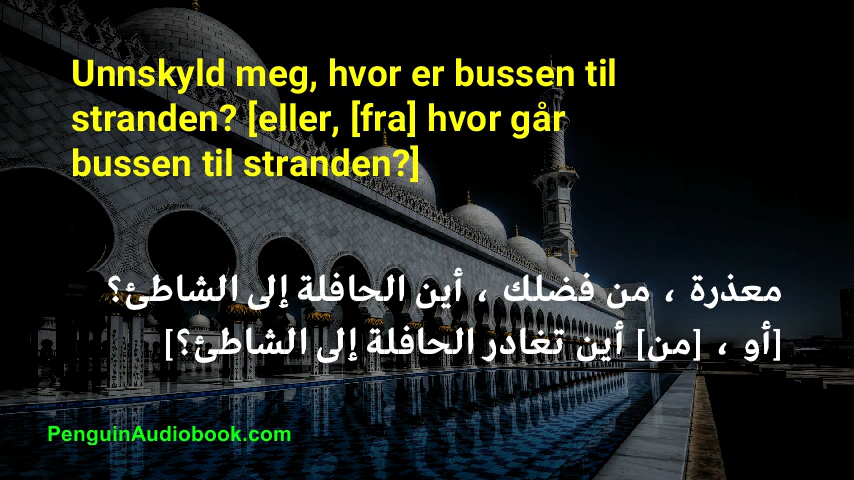 Unnskyld meg, hvor er bussen til
stranden? [eller, [fra] hvor går
bussen til stranden?]
معذرة ، من فضلك ، أين الحافلة إلى الشاطئ؟
[أو ، [من] أين تغادر الحافلة إلى الشاطئ؟]
PenguinAudiobook.com